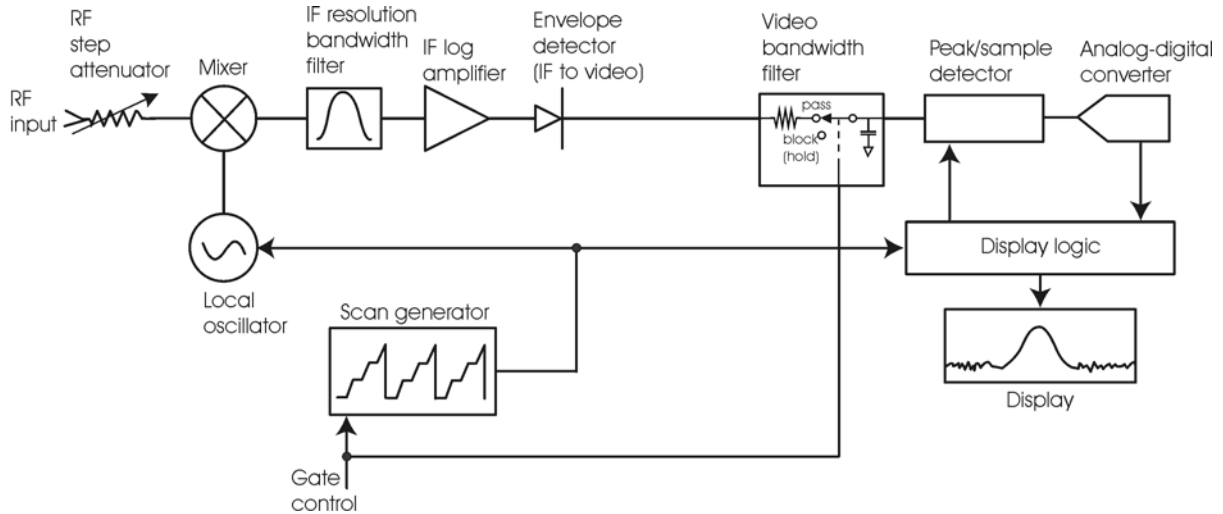 RF
step
attenuator
RF
input
Mixer
IF resolution
bandwidth
filter
IF log
amplifier
Envelope
detector
(IF to video)
Video
bandwidth
filter
pass
block
(hold)
Peak/sample
detector
Analog-digital
converter
Local
oscillator
Scan generator
Gate
control
Display logic
Display